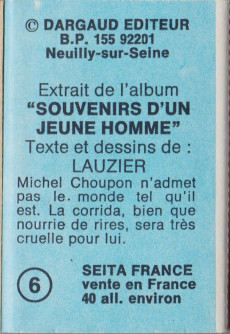 © DARGAUD EDITEUR
B.P. 155 92201
Neuilly-sur-Seine
Extrait de l'album
“SOUVENIRS D'UN
JEUNE HOMME”
Texte et dessins de :
LAUZIER
Michel Choupon n'admet
pas le monde tel qu'il
est. La corrida, bien que
nourrie de rires, sera très
cruelle pour lui.
6
SEITA FRANCE
vente en France
40 all. environ